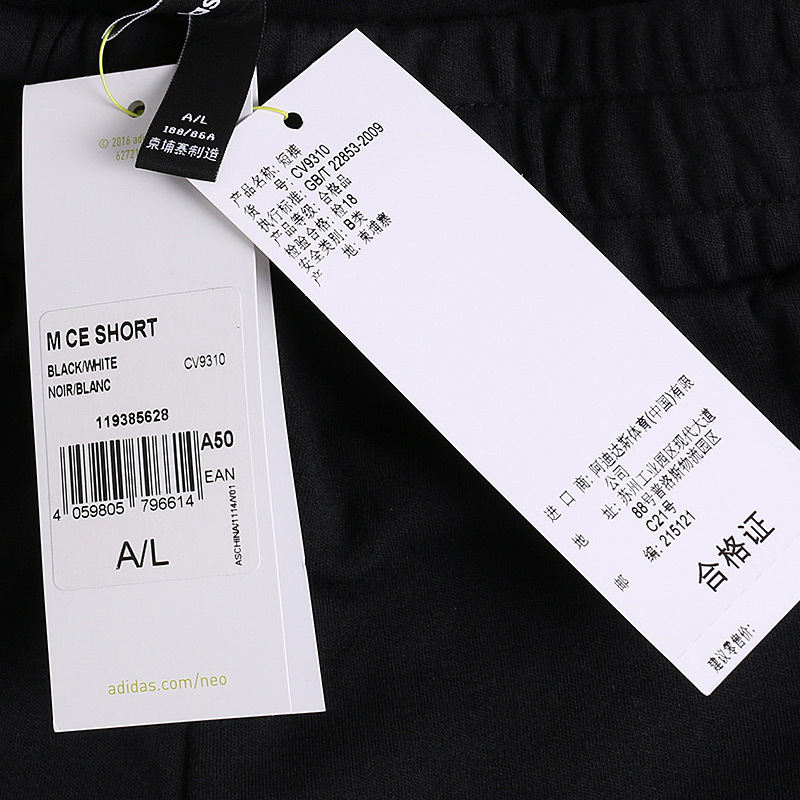 A/L
188/86A
柬埔寨制造
© 2016 adi
M CE SHORT
BLACK/WHITE
CV9310
NOIR/BLANC
119385628
A50
EAN
4 059805 796614
ASCHINA/1114/V01
A/L
adidas.com/neo
产品名称: 短裤
货 号: CV9310
执行标准: GB/T 22853-2009
产品等级: 合格品
检验合格: 检18
安全类别: B类
产 地: 柬埔寨
进 口 商: 阿迪达斯体育(中国)有限
公司
地 址: 苏州工业园区现代大道
88号普洛斯物流园区
C21号
邮 编: 215121
合格证
建议零售价: